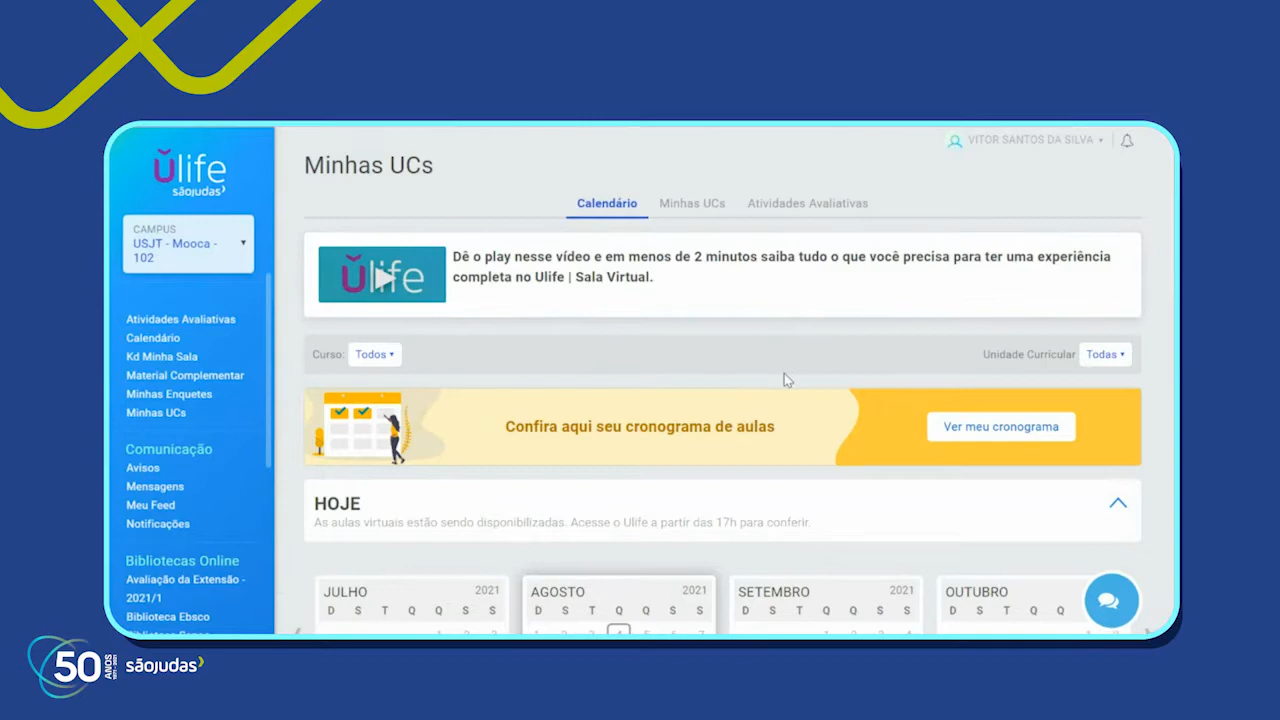 Ulife
sãojudas
CAMPUS
USJT - Mooca -
102
Atividades Avaliativas
Calendário
Kd Minha Sala
Material Complementar
Minhas Enquetes
Minhas UCs
Comunicação
Avisos
Mensagens
Meu Feed
Notificações
Bibliotecas Online
Avaliação da Extensão -
2021/1
Biblioteca Ebsco
VITOR SANTOS DA SILVA
Minhas UCs
Calendário Minhas UCs Atividades Avaliativas
Ulife
Dê o play nesse vídeo e em menos de 2 minutos saiba tudo o que você precisa para ter uma experiência
completa no Ulife | Sala Virtual.
Curso: Todos Unidade Curricular Todas
Confira aqui seu cronograma de aulas Ver meu cronograma
HOJE
As aulas virtuais estão sendo disponibilizadas. Acesse o Ulife a partir das 17h para conferir.
JULHO 2021 AGOSTO 2021 SETEMBRO 2021 OUTUBRO
D S T Q Q S S D S T Q Q S S D S T Q Q S S D S T Q Q
50 ANOS sãojudas